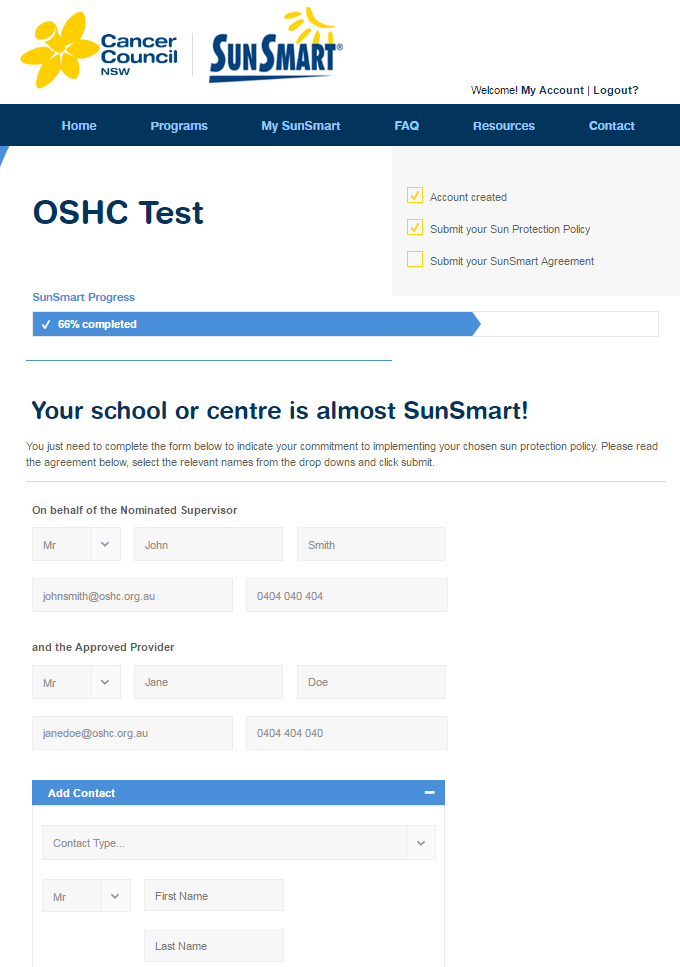 Cancer
Council
NSW
SunSmart®
Welcome! My Account | Logout?
Home Programs My SunSmart FAQ Resources Contact
OSHC Test
Account created
Submit your Sun Protection Policy
Submit your SunSmart Agreement
SunSmart Progress
66% completed
Your school or centre is almost SunSmart!
You just need to complete the form below to indicate your commitment to implementing your chosen sun protection policy. Please read
the agreement below, select the relevant names from the drop downs and click submit.
On behalf of the Nominated Supervisor
Mr John Smith
johnsmith@oshc.org.au 0404 040 404
and the Approved Provider
Mr Jane Doe
janedoe@oshc.org.au 0404 404 040
Add Contact
Contact Type...
Mr First Name
Last Name